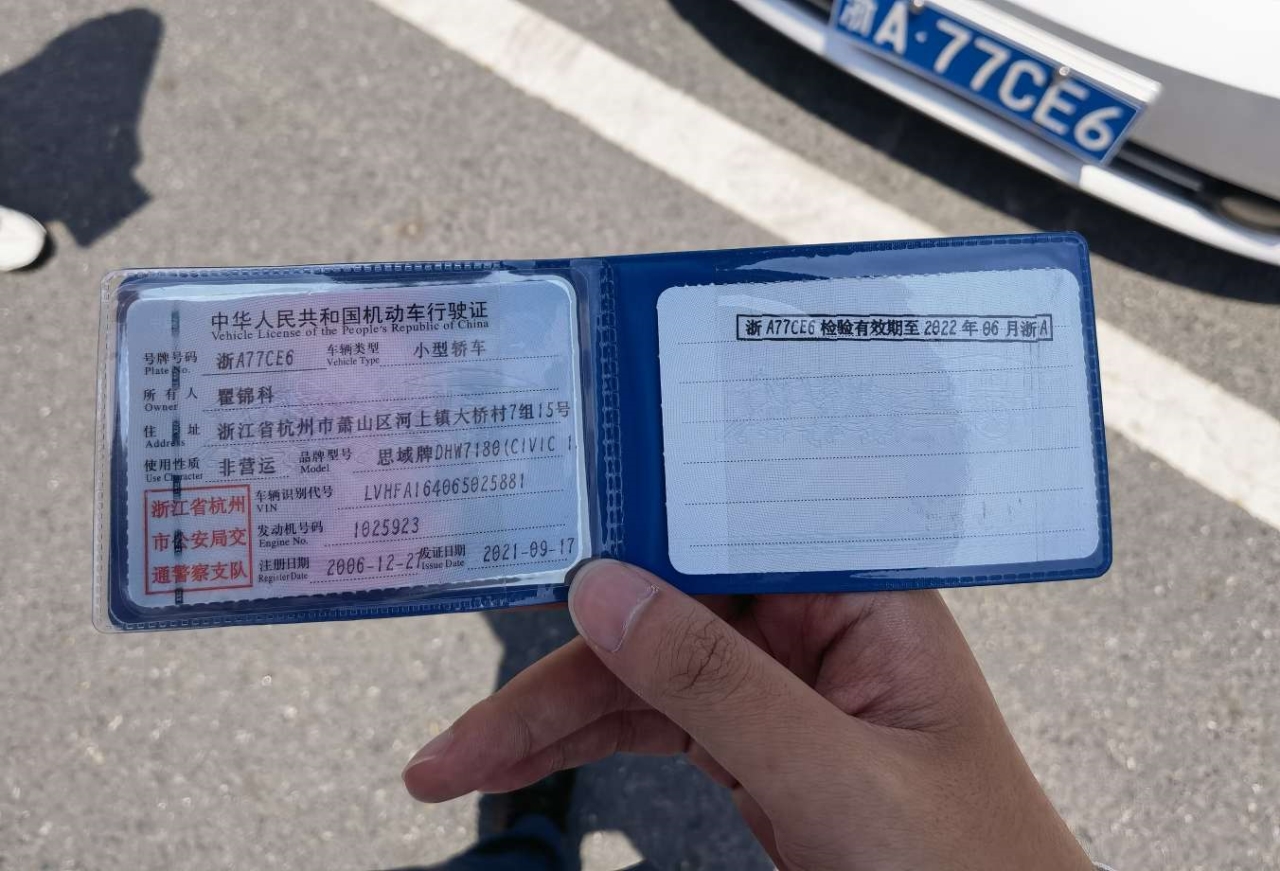 浙A·77CE6
中华人民共和国机动车行驶证
Vehicle License of the People's Republic of China
号牌号码 浙A77CE6 车辆类型 小型轿车
Plate No. Vehicle Type
所有人 瞿锦科
Owner
住址 浙江省杭州市萧山区河上镇大桥村7组15号
Address
使用性质 非营运 品牌型号 思域牌DHW7180(CIVIC 1
Use Character Model
浙江省杭州
市公安局交
通警察支队
车辆识别代号 LVHFA164065025881
VIN
发动机号码 1025923
Engine No.
注册日期 2006-12-27 发证日期 2021-09-17
Register Date Issue Date
浙A77CE6 检验有效期至 2022 年 06 月浙A